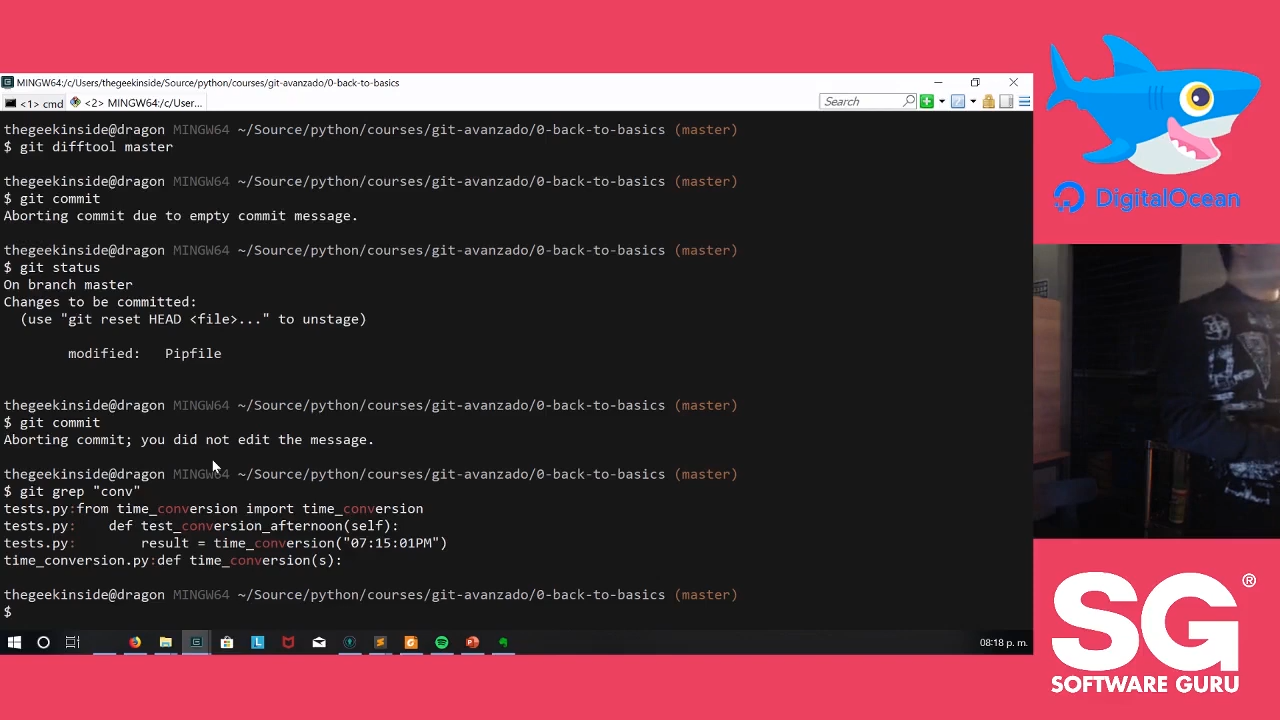 MINGW64:/c/Users/thegeekinside/Source/python/courses/git-avanzado/0-back-to-basics
<1> cmd
<2> MINGW64:/c/User...
Search
thegeekinside@dragon MINGW64 ~/Source/python/courses/git-avanzado/0-back-to-basics (master)
$ git difftool master
thegeekinside@dragon MINGW64 ~/Source/python/courses/git-avanzado/0-back-to-basics (master)
$ git commit
Aborting commit due to empty commit message.
thegeekinside@dragon MINGW64 ~/Source/python/courses/git-avanzado/0-back-to-basics (master)
$ git status
On branch master
Changes to be committed:
(use "git reset HEAD <file>..." to unstage)
modified:   Pipfile
thegeekinside@dragon MINGW64 ~/Source/python/courses/git-avanzado/0-back-to-basics (master)
$ git commit
Aborting commit; you did not edit the message.
thegeekinside@dragon MINGW64 ~/Source/python/courses/git-avanzado/0-back-to-basics (master)
$ git grep "conv"
tests.py:from time_conversion import time_conversion
tests.py:    def test_conversion_afternoon(self):
tests.py:        result = time_conversion("07:15:01PM")
time_conversion.py:def time_conversion(s):
thegeekinside@dragon MINGW64 ~/Source/python/courses/git-avanzado/0-back-to-basics (master)
$
08:18 p. m.
DigitalOcean
SG®
SOFTWARE GURU